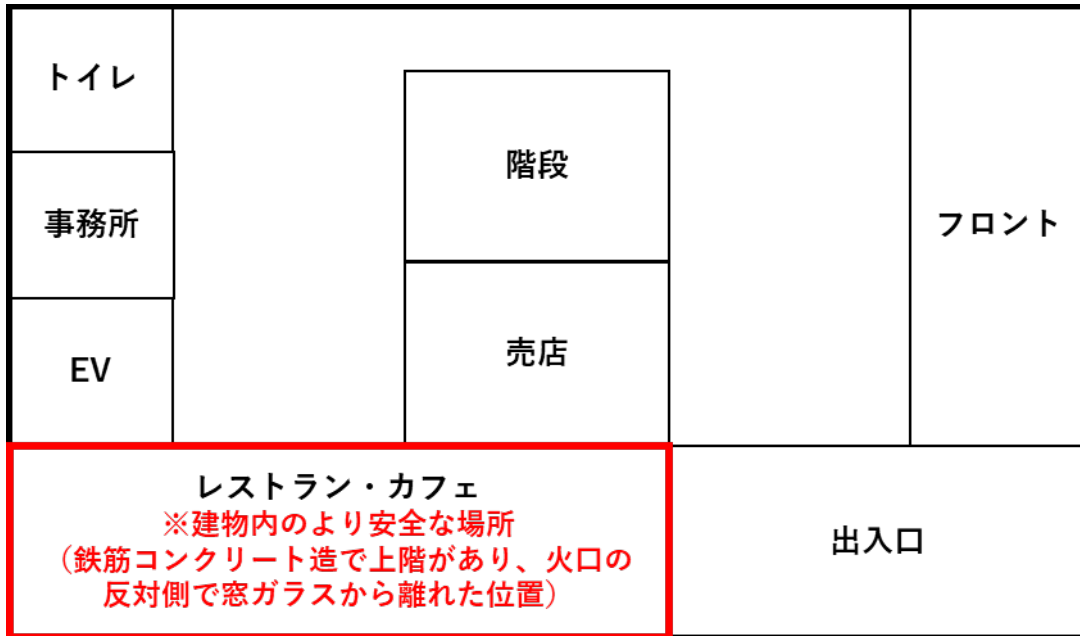 トイレ
階段
事務所
フロント
売店
EV
レストラン・カフェ
※建物内のより安全な場所
（鉄筋コンクリート造で上階があり、火口の
反対側で窓ガラスから離れた位置）
出入口